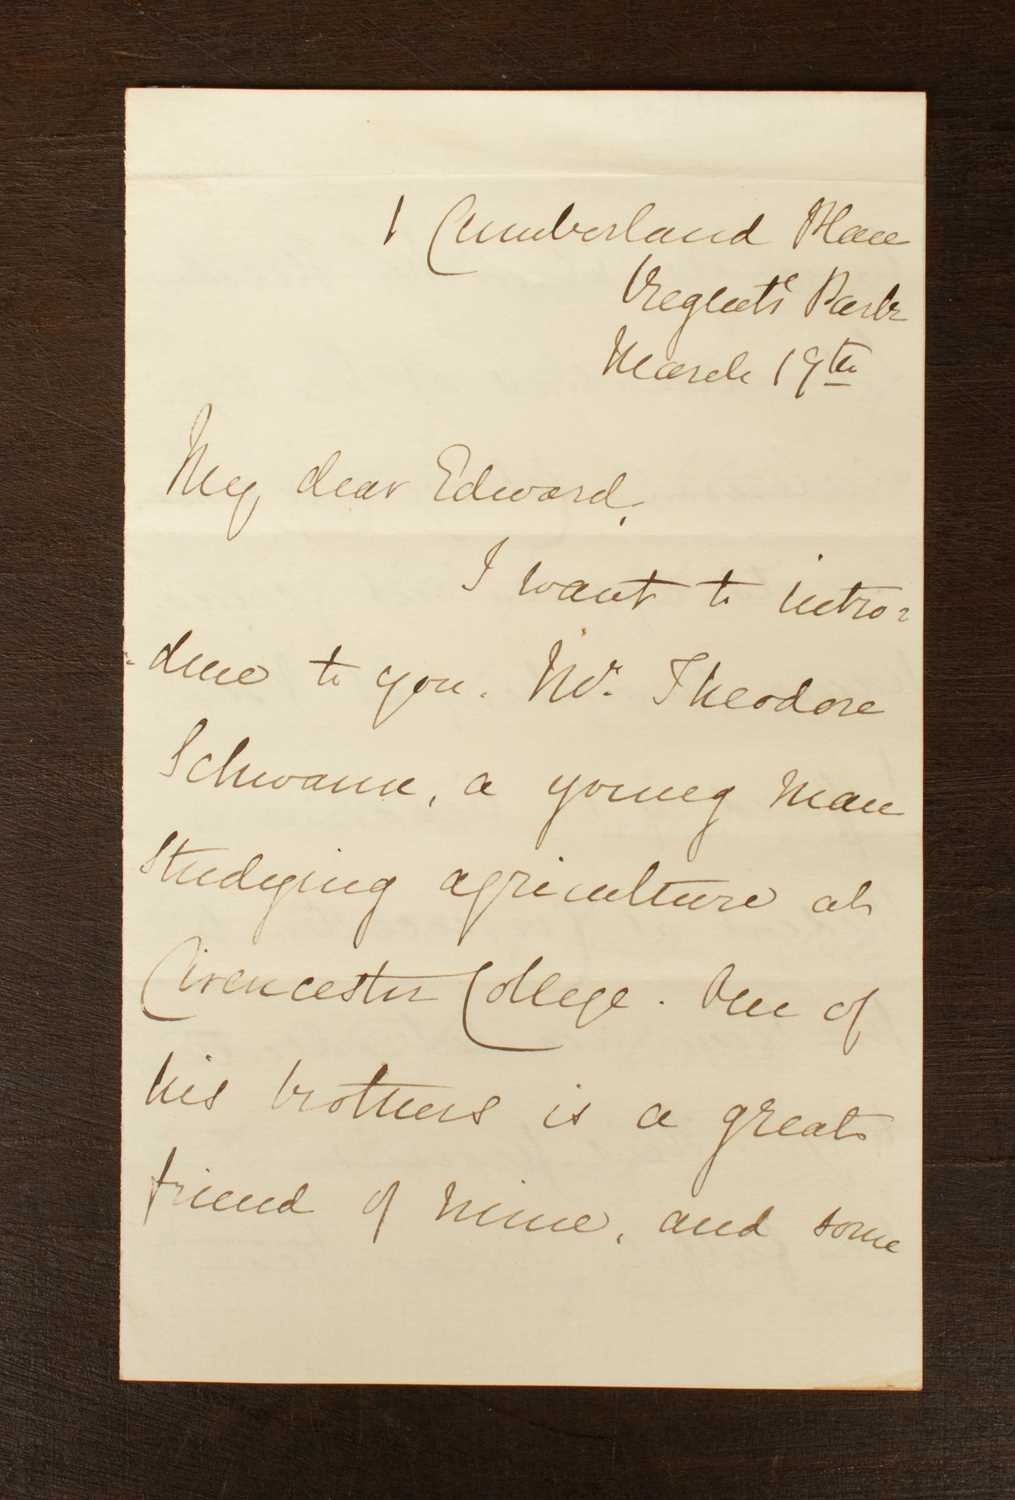 1 Cumberland Place
Regent's Park
March 19th
My dear Edward,
I want to intro-
-duce to you. Mr. Theodore
Schwann, a young man
studying agriculture at
Cirencester College. One of
his brothers is a great
friend of mine, and some